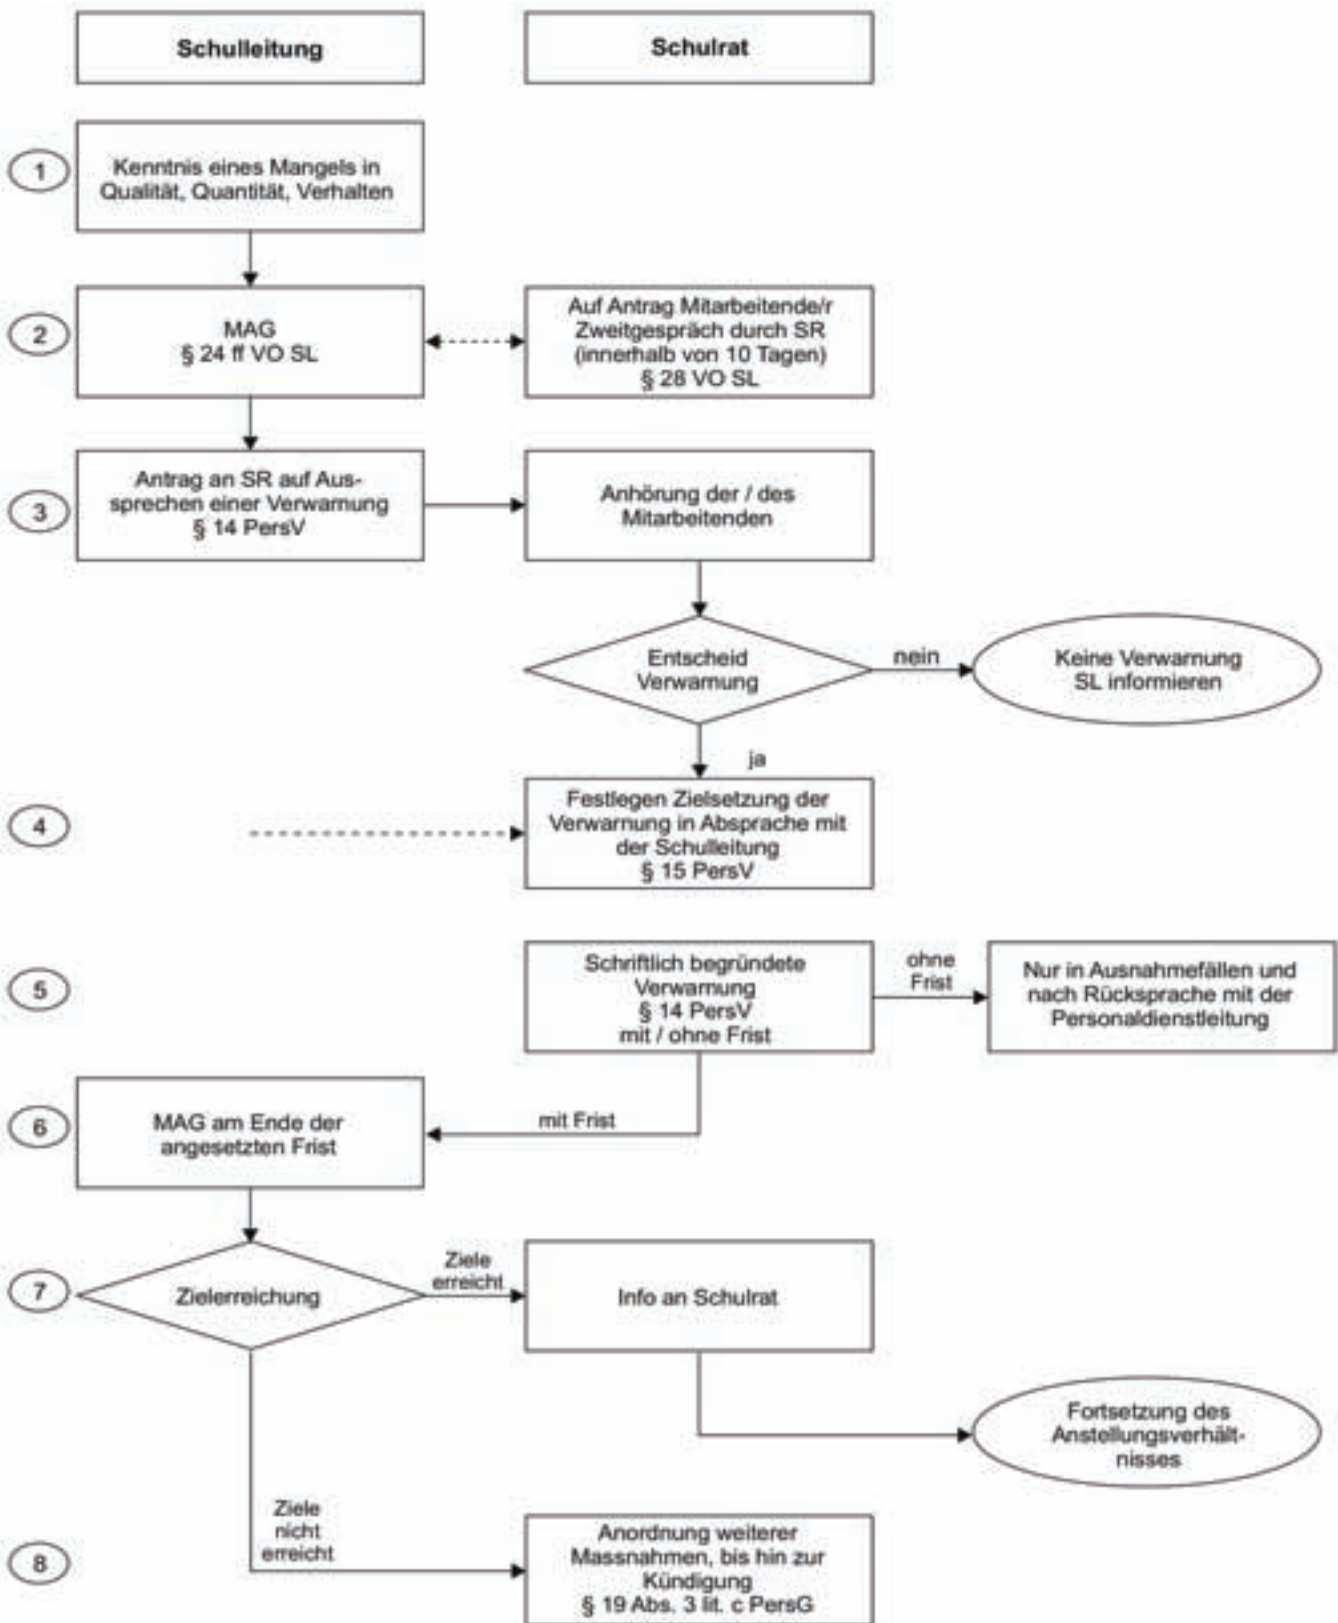 Schulleitung
Schulrat
1
Kenntnis eines Mangels in
Qualität, Quantität, Verhalten
2
MAG
§ 24 ff VO SL
Auf Antrag Mitarbeitende/r
Zweitgespräch durch SR
(innerhalb von 10 Tagen)
§ 28 VO SL
3
Antrag an SR auf Aus-
sprechen einer Verwarnung
§ 14 PersV
Anhörung der / des
Mitarbeitenden
Entscheid
Verwarnung
nein
Keine Verwarnung
SL informieren
ja
4
Festlegen Zielsetzung der
Verwarnung in Absprache mit
der Schulleitung
§ 15 PersV
5
Schriftlich begründete
Verwarnung
§ 14 PersV
mit / ohne Frist
ohne
Frist
Nur in Ausnahmefällen und
nach Rücksprache mit der
Personaldienstleitung
6
MAG am Ende der
angesetzten Frist
mit Frist
7
Zielerreichung
Ziele
erreicht
Info an Schulrat
Fortsetzung des
Anstellungsverhält-
nisses
Ziele
nicht
erreicht
8
Anordnung weiterer
Massnahmen, bis hin zur
Kündigung
§ 19 Abs. 3 lit. c PersG